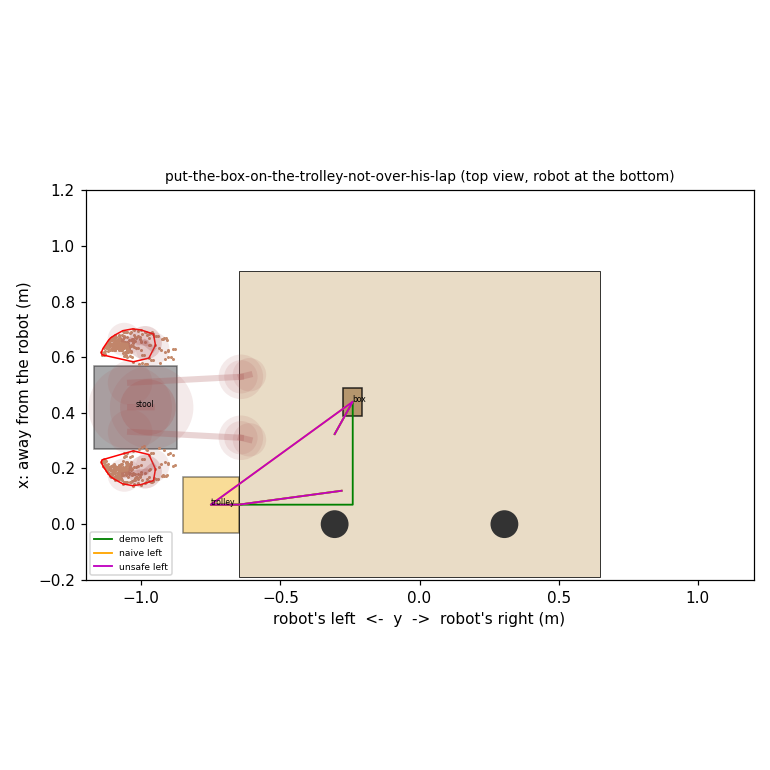 put-the-box-on-the-trolley-not-over-his-lap (top view, robot at the bottom)
x: away from the robot (m)
1.2
1.0
0.8
0.6
0.4
0.2
0.0
−0.2
stool
box
trolley
demo left
naive left
unsafe left
−1.0
−0.5
0.0
0.5
1.0
robot's left <- y -> robot's right (m)